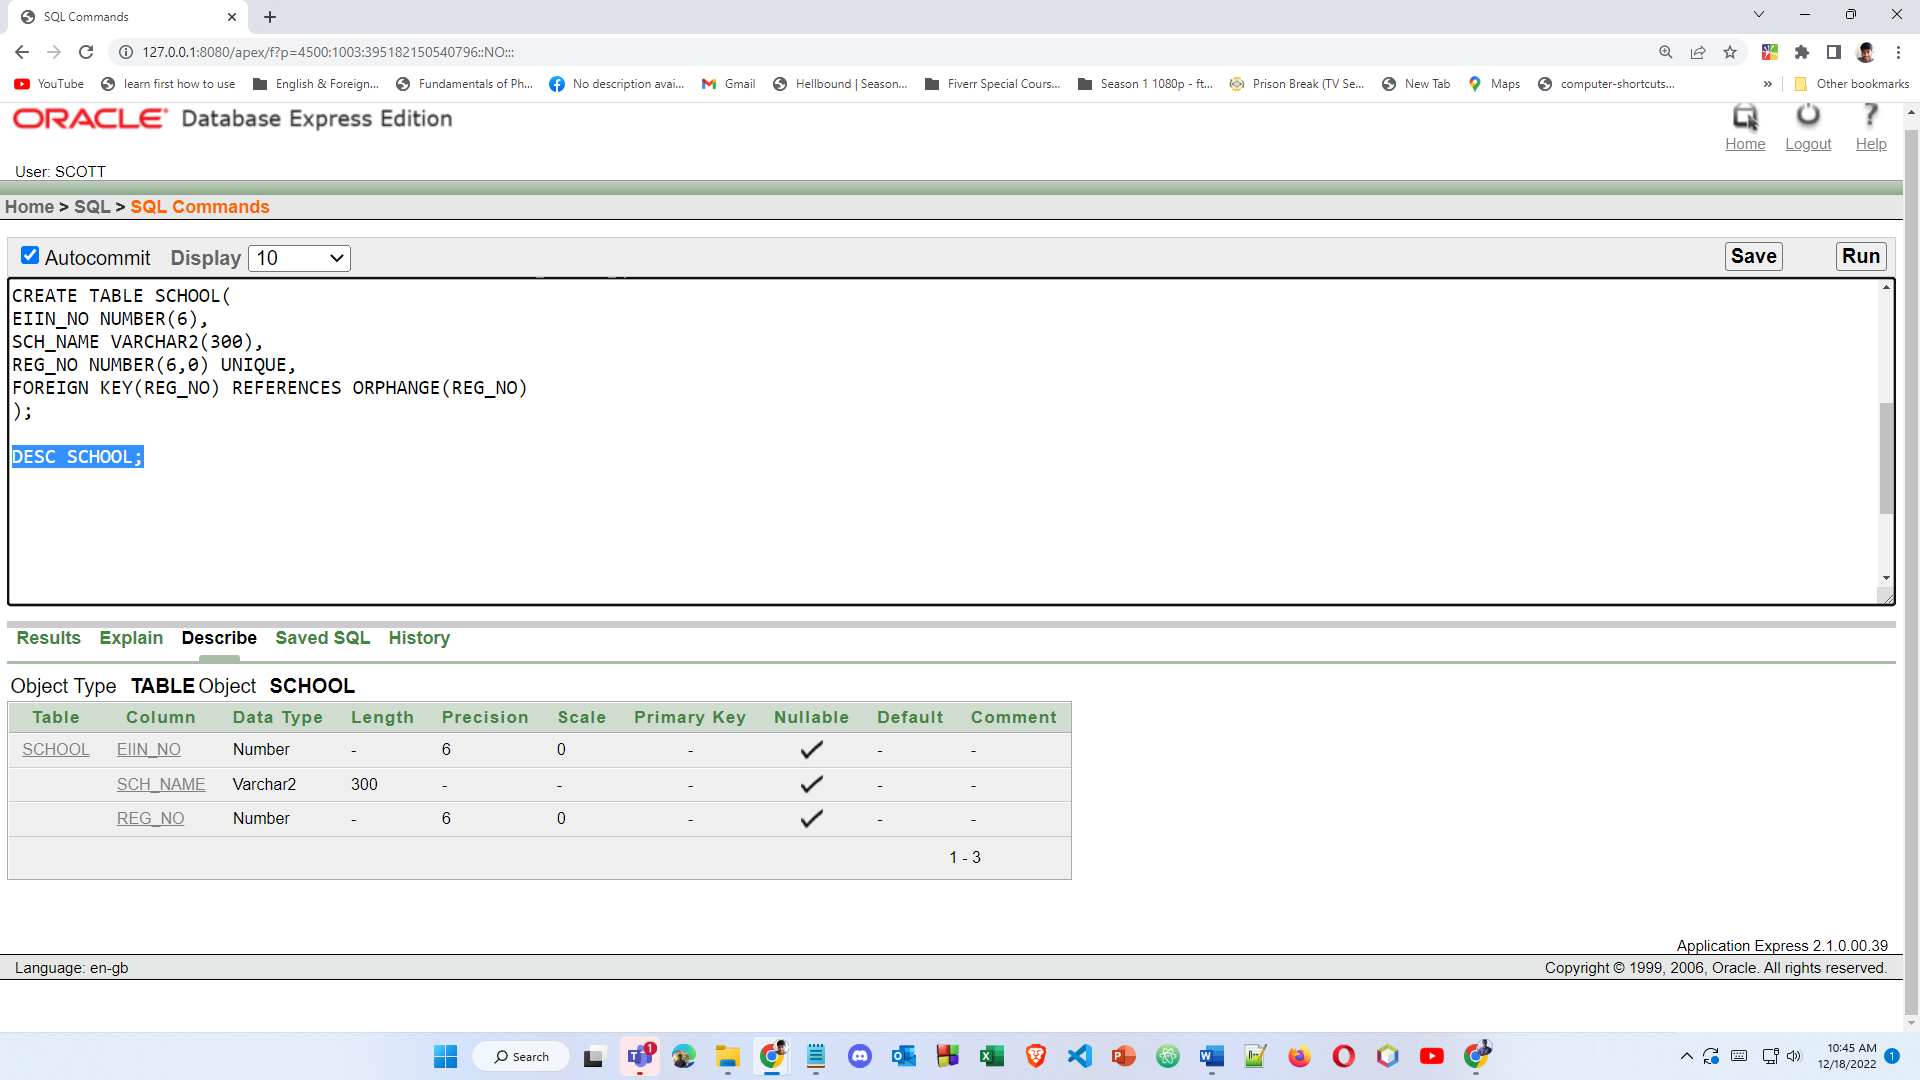 SQL Commands
127.0.0.1:8080/apex/f?p=4500:1003:395182150540796::NO:::
YouTube learn first how to use English & Foreign... Fundamentals of Ph... No description avai... Gmail Hellbound | Season... Fiverr Special Cours... Season 1 1080p - ft... Prison Break (TV Se... New Tab Maps computer-shortcuts... » Other bookmarks
ORACLE Database Express Edition
Home Logout Help
User: SCOTT
Home > SQL > SQL Commands
Autocommit Display 10 Save Run
CREATE TABLE SCHOOL(
EIIN_NO NUMBER(6),
SCH_NAME VARCHAR2(300),
REG_NO NUMBER(6,0) UNIQUE,
FOREIGN KEY(REG_NO) REFERENCES ORPHANGE(REG_NO)
);
DESC SCHOOL;
Results Explain Describe Saved SQL History
Object Type TABLE Object SCHOOL
Table Column Data Type Length Precision Scale Primary Key Nullable Default Comment
SCHOOL EIIN_NO Number - 6 0 - - -
SCH_NAME Varchar2 300 - - - - -
REG_NO Number - 6 0 - - -
1 - 3
Application Express 2.1.0.00.39
Language: en-gb Copyright © 1999, 2006, Oracle. All rights reserved.
Search 1 10:45 AM 1
12/18/2022